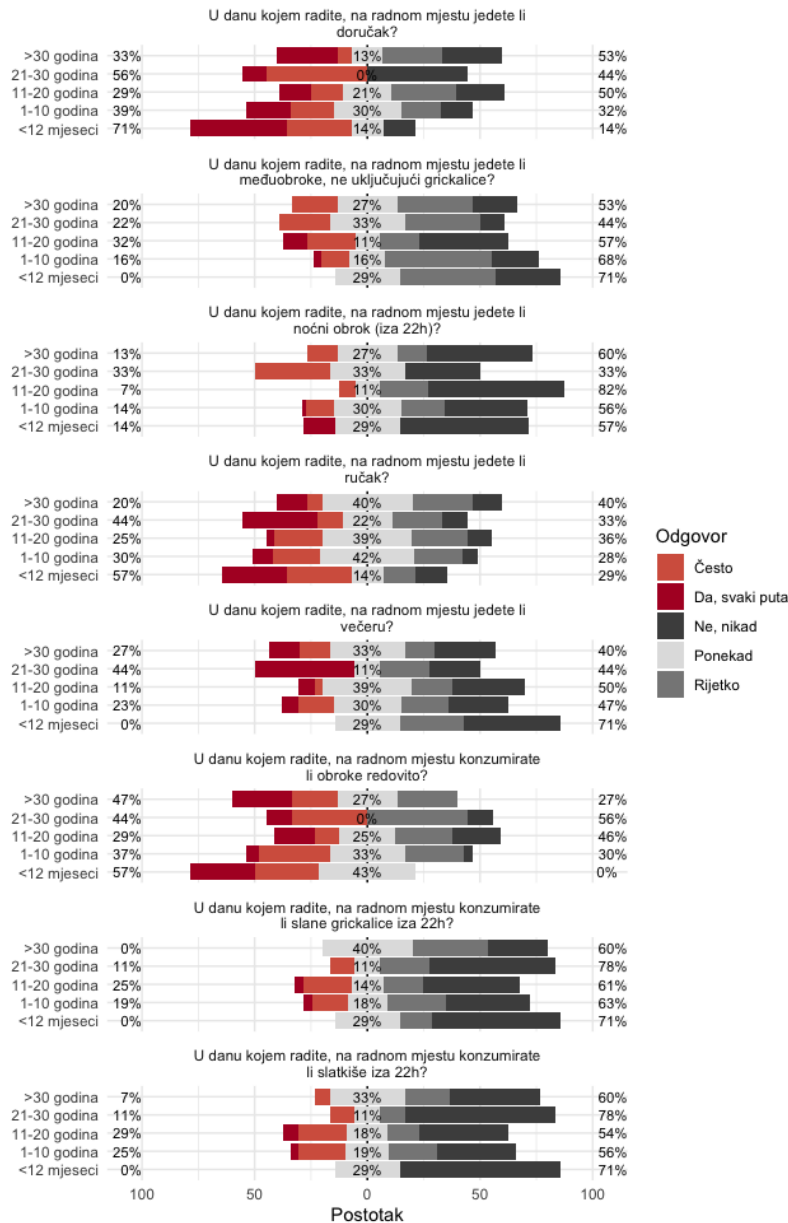 U danu kojem radite, na radnom mjestu jedete li
doručak?
>30 godina 33% 13% 53%
21-30 godina 56% 0% 44%
11-20 godina 29% 21% 50%
1-10 godina 39% 30% 32%
<12 mjeseci 71% 14% 14%
U danu kojem radite, na radnom mjestu jedete li
međuobroke, ne uključujući grickalice?
>30 godina 20% 27% 53%
21-30 godina 22% 33% 44%
11-20 godina 32% 11% 57%
1-10 godina 16% 16% 68%
<12 mjeseci 0% 29% 71%
U danu kojem radite, na radnom mjestu jedete li
noćni obrok (iza 22h)?
>30 godina 13% 27% 60%
21-30 godina 33% 33% 33%
11-20 godina 7% 11% 82%
1-10 godina 14% 30% 56%
<12 mjeseci 14% 29% 57%
U danu kojem radite, na radnom mjestu jedete li
ručak?
>30 godina 20% 40% 40%
21-30 godina 44% 22% 33%
11-20 godina 25% 39% 36%
1-10 godina 30% 42% 28%
<12 mjeseci 57% 14% 29%
U danu kojem radite, na radnom mjestu jedete li
večeru?
>30 godina 27% 33% 40%
21-30 godina 44% 11% 44%
11-20 godina 11% 39% 50%
1-10 godina 23% 30% 47%
<12 mjeseci 0% 29% 71%
U danu kojem radite, na radnom mjestu konzumirate
li obroke redovito?
>30 godina 47% 27% 27%
21-30 godina 44% 0% 56%
11-20 godina 29% 25% 46%
1-10 godina 37% 33% 30%
<12 mjeseci 57% 43% 0%
U danu kojem radite, na radnom mjestu konzumirate
li slane grickalice iza 22h?
>30 godina 0% 40% 60%
21-30 godina 11% 11% 78%
11-20 godina 25% 14% 61%
1-10 godina 19% 18% 63%
<12 mjeseci 0% 29% 71%
U danu kojem radite, na radnom mjestu konzumirate
li slatkiše iza 22h?
>30 godina 7% 33% 60%
21-30 godina 11% 11% 78%
11-20 godina 29% 18% 54%
1-10 godina 25% 19% 56%
<12 mjeseci 0% 29% 71%
100 50 0 50 100
Postotak
Odgovor
Često
Da, svaki puta
Ne, nikad
Ponekad
Rijetko